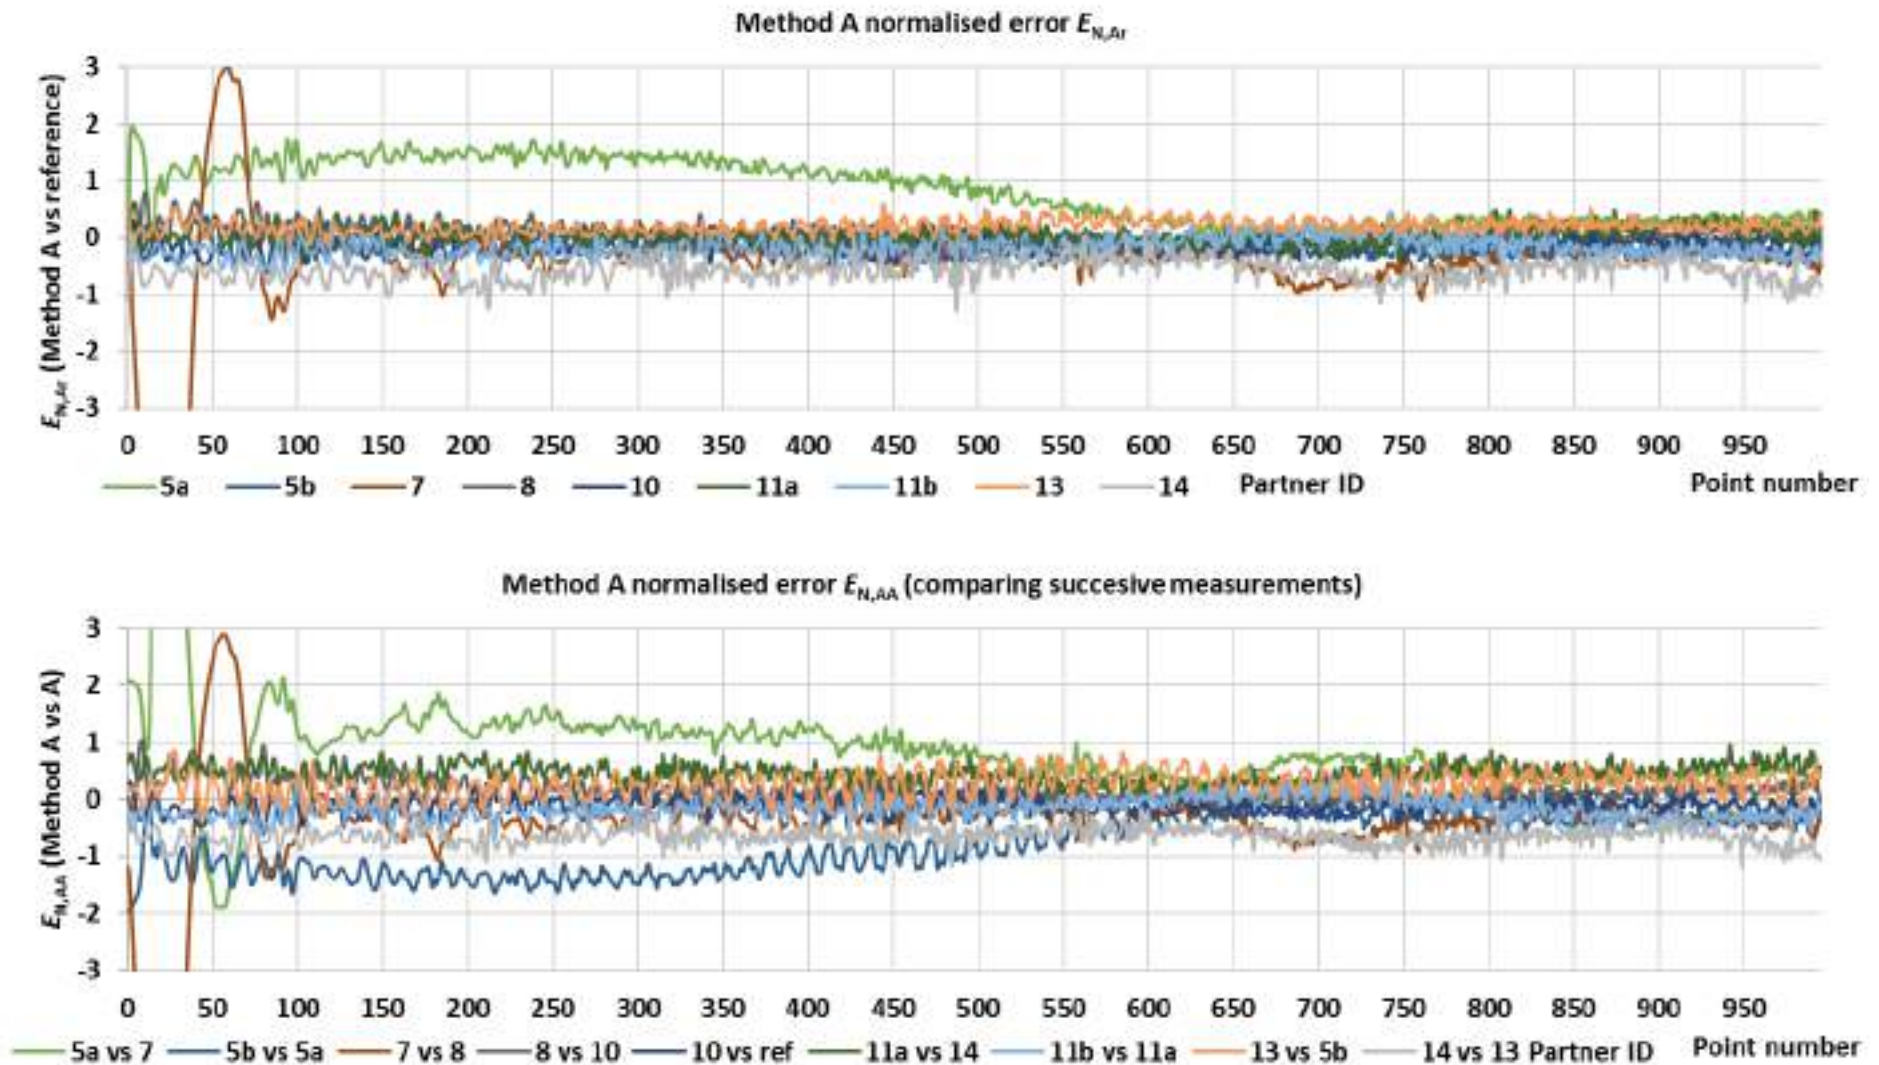 Method A normalised error E_N,Ar
E_N,Ar (Method A vs reference)
3
2
1
0
-1
-2
-3
0 50 100 150 200 250 300 350 400 450 500 550 600 650 700 750 800 850 900 950
5a 5b 7 8 10 11a 11b 13 14 Partner ID Point number
Method A normalised error E_N,AA (comparing succesive measurements)
E_N,AA (Method A vs A)
3
2
1
0
-1
-2
-3
0 50 100 150 200 250 300 350 400 450 500 550 600 650 700 750 800 850 900 950
5a vs 7 5b vs 5a 7 vs 8 8 vs 10 10 vs ref 11a vs 14 11b vs 11a 13 vs 5b 14 vs 13 Partner ID Point number